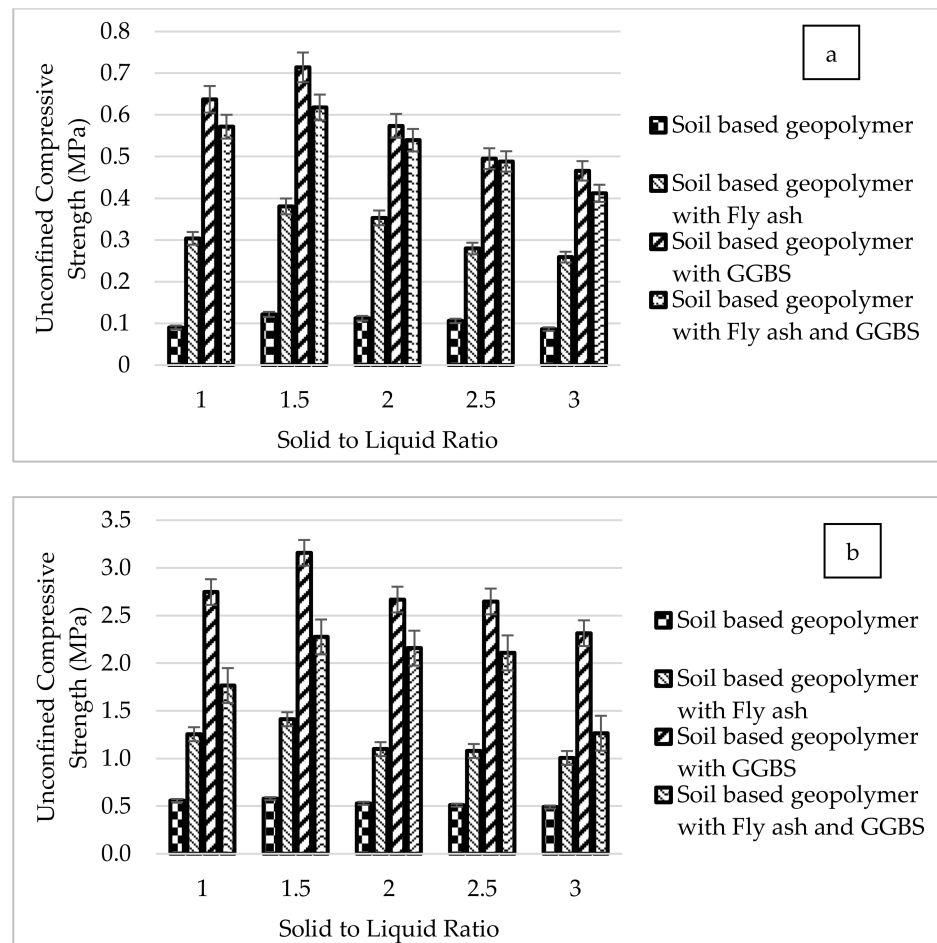 a
Unconfined Compressive
Strength (MPa)
0.8
0.7
0.6
0.5
0.4
0.3
0.2
0.1
0
1 1.5 2 2.5 3
Solid to Liquid Ratio
Soil based geopolymer
Soil based geopolymer
with Fly ash
Soil based geopolymer
with GGBS
Soil based geopolymer
with Fly ash and GGBS
b
Unconfined Compressive
Strength (MPa)
3.5
3.0
2.5
2.0
1.5
1.0
0.5
0.0
1 1.5 2 2.5 3
Solid to Liquid Ratio
Soil based geopolymer
Soil based geopolymer
with Fly ash
Soil based geopolymer
with GGBS
Soil based geopolymer
with Fly ash and GGBS